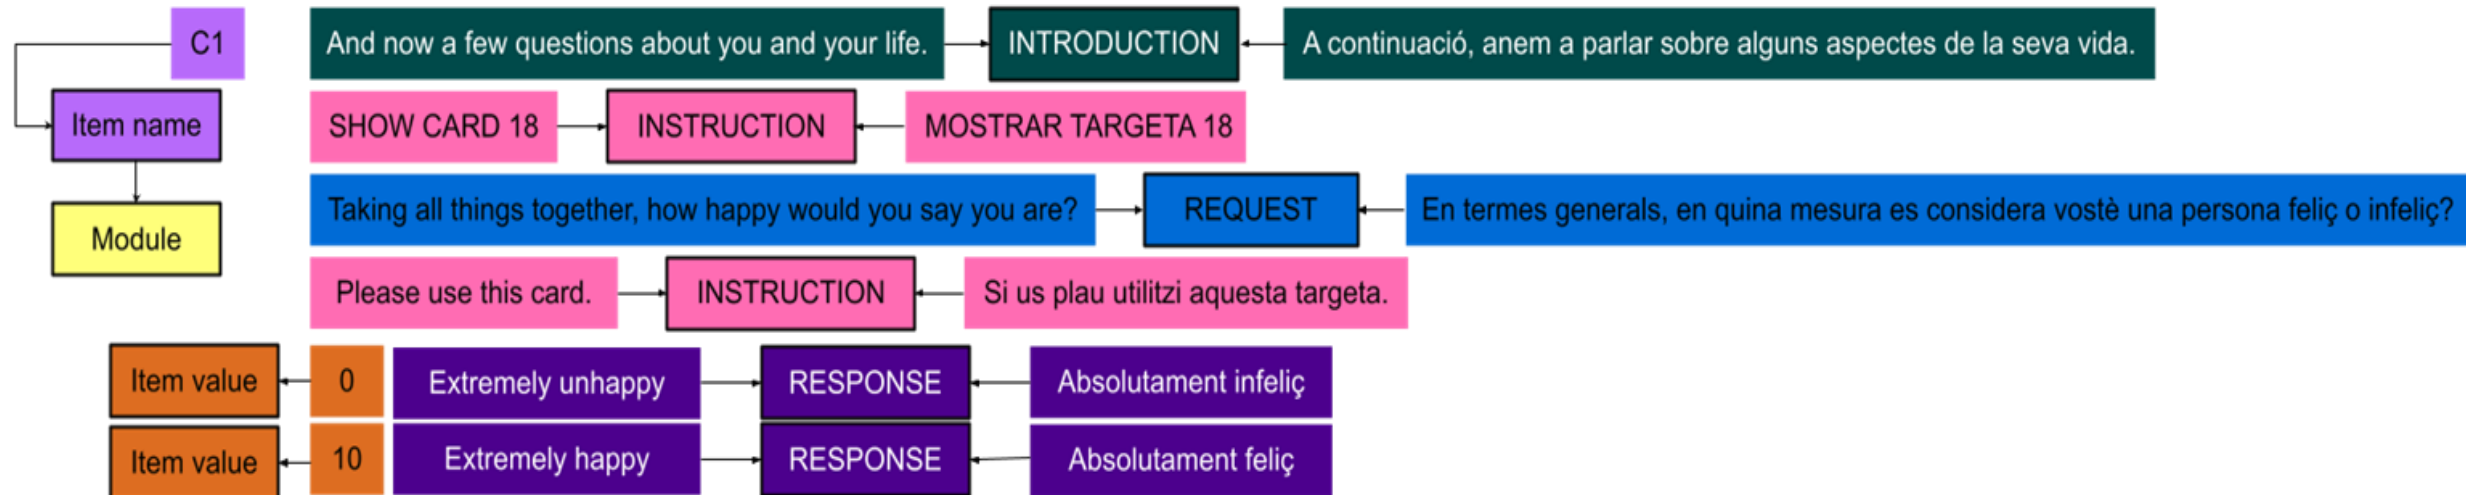 C1
And now a few questions about you and your life.
INTRODUCTION
A continuació, anem a parlar sobre alguns aspectes de la seva vida.
Item name
SHOW CARD 18
INSTRUCTION
MOSTRAR TARGETA 18
Taking all things together, how happy would you say you are?
REQUEST
En termes generals, en quina mesura es considera vostè una persona feliç o infeliç?
Module
Please use this card.
INSTRUCTION
Si us plau utilitzi aquesta targeta.
Item value
0
Extremely unhappy
RESPONSE
Absolutament infeliç
Item value
10
Extremely happy
RESPONSE
Absolutament feliç